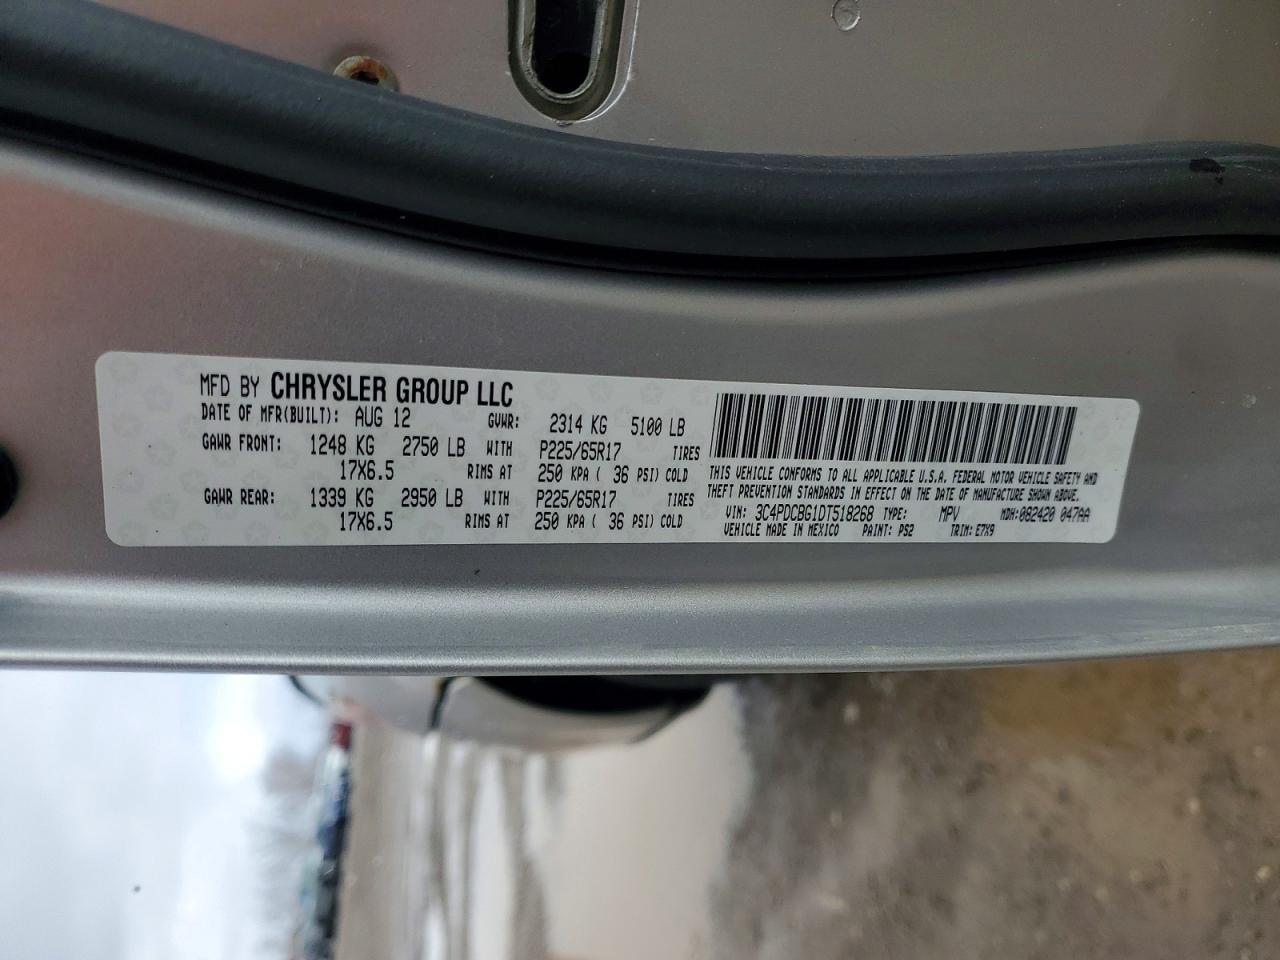 MFD BY CHRYSLER GROUP LLC
DATE OF MFR(BUILT): AUG 12 GVWR: 2314 KG 5100 LB
GAWR FRONT: 1248 KG 2750 LB WITH P225/65R17 TIRES
17X6.5 RIMS AT 250 KPA ( 36 PSI) COLD
GAWR REAR: 1339 KG 2950 LB WITH P225/65R17 TIRES
17X6.5 RIMS AT 250 KPA ( 36 PSI) COLD
THIS VEHICLE CONFORMS TO ALL APPLICABLE U.S.A. FEDERAL MOTOR VEHICLE SAFETY AND
THEFT PREVENTION STANDARDS IN EFFECT ON THE DATE OF MANUFACTURE SHOWN ABOVE.
VIN: 3C4PDCBG1DT518268 TYPE: MPV MDH:082420 047AA
VEHICLE MADE IN MEXICO PAINT: PS2 TRIM: E7X9